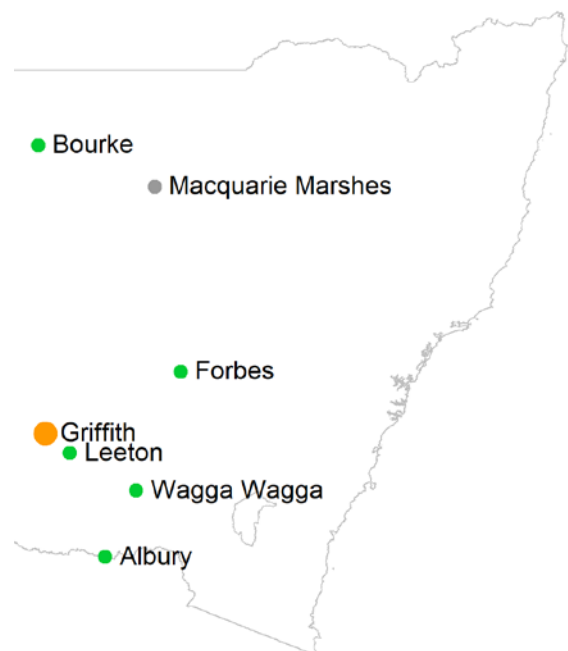 Bourke
Macquarie Marshes
Forbes
Griffith
Leeton
Wagga Wagga
Albury